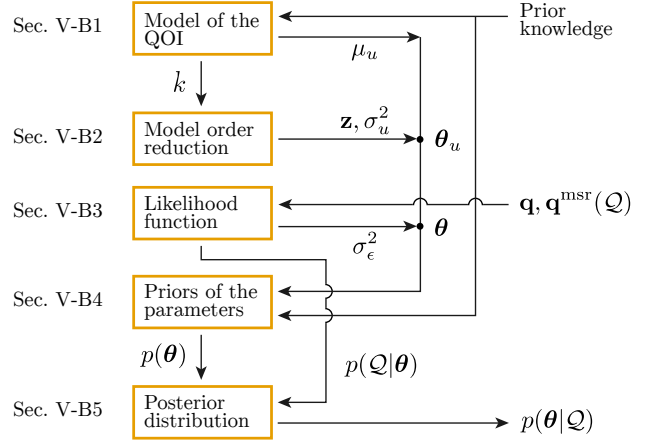 Sec. V-B1
Model of the
QOI
Prior
knowledge
μ_u
k
Sec. V-B2
Model order
reduction
𝐳, σ_u^2
𝛉_u
Sec. V-B3
Likelihood
function
𝐪, 𝐪^msr(𝒬)
σ_ϵ^2
𝛉
Sec. V-B4
Priors of the
parameters
p(𝛉)
p(𝒬|𝛉)
Sec. V-B5
Posterior
distribution
p(𝛉|𝒬)